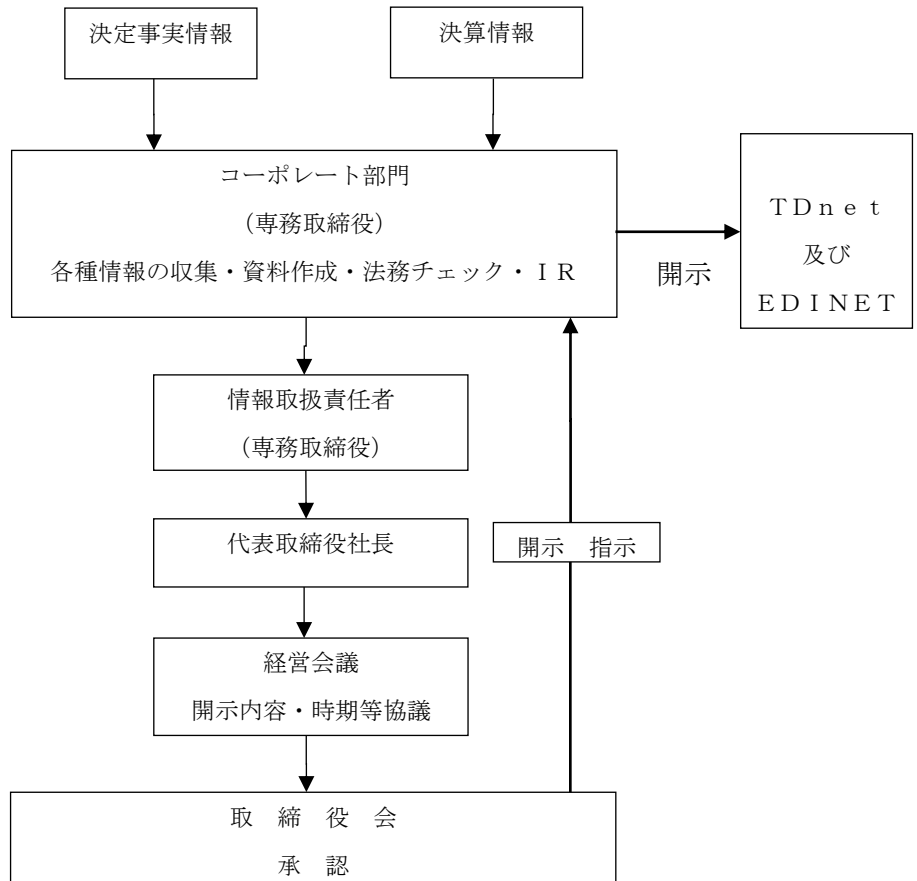 決定事実情報
決算情報
コーポレート部門
（専務取締役）
各種情報の収集・資料作成・法務チェック・ＩＲ
ＴＤｎｅｔ
及び
ＥＤＩＮＥＴ
開示
情報取扱責任者
（専務取締役）
代表取締役社長
開示　指示
経営会議
開示内容・時期等協議
取　締　役　会
承　認